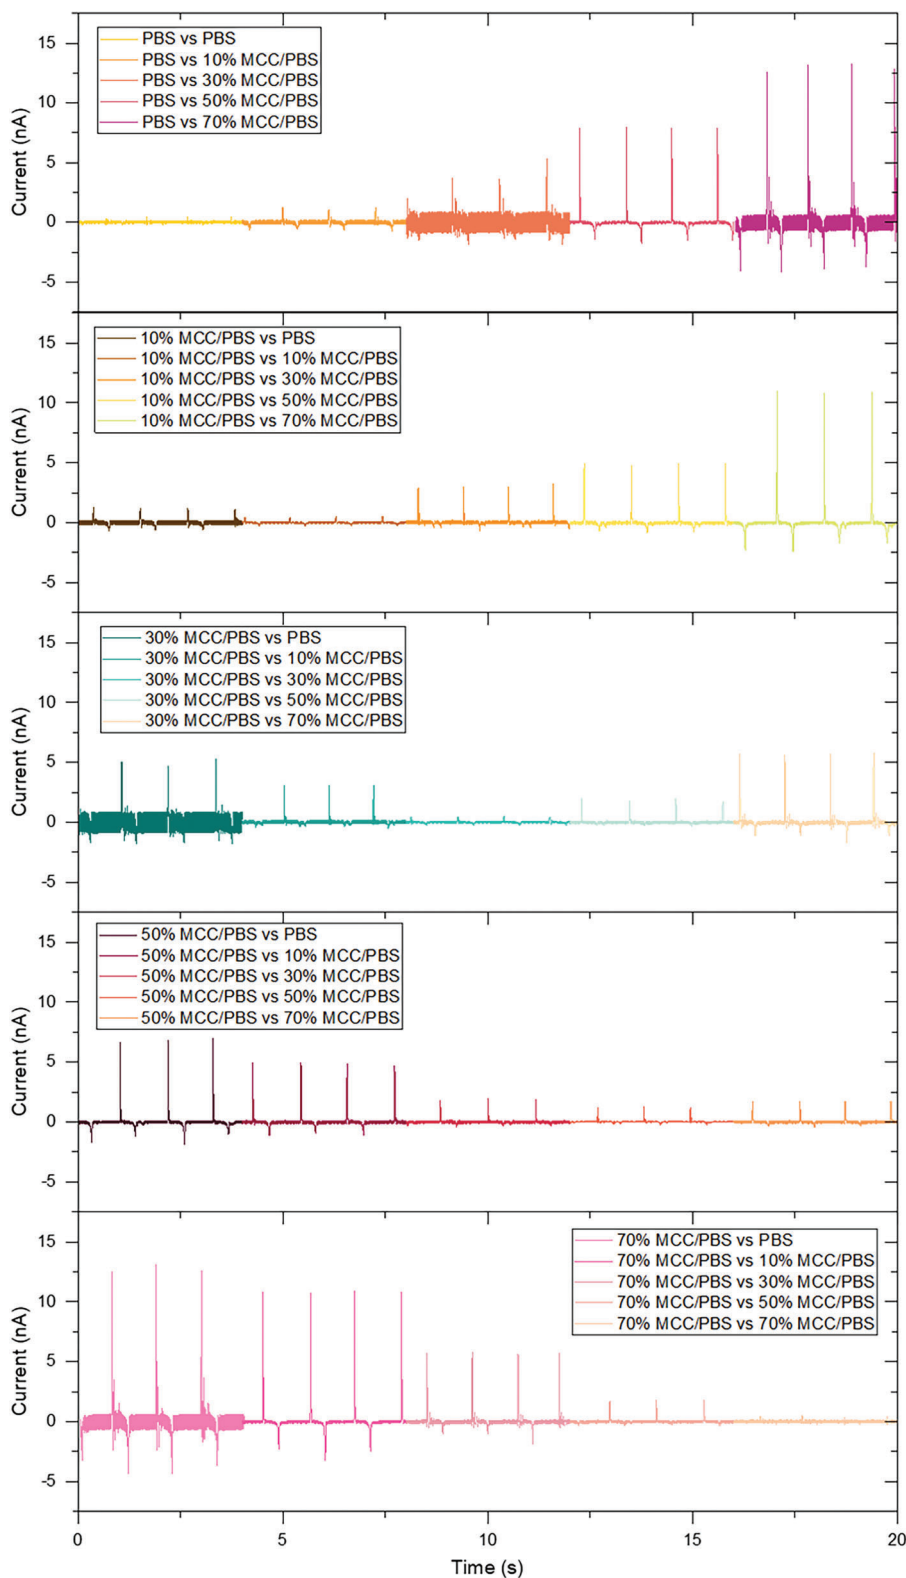 15
10
5
0
-5
Current (nA)
PBS vs PBS
PBS vs 10% MCC/PBS
PBS vs 30% MCC/PBS
PBS vs 50% MCC/PBS
PBS vs 70% MCC/PBS
15
10
5
0
-5
Current (nA)
10% MCC/PBS vs PBS
10% MCC/PBS vs 10% MCC/PBS
10% MCC/PBS vs 30% MCC/PBS
10% MCC/PBS vs 50% MCC/PBS
10% MCC/PBS vs 70% MCC/PBS
15
10
5
0
-5
Current (nA)
30% MCC/PBS vs PBS
30% MCC/PBS vs 10% MCC/PBS
30% MCC/PBS vs 30% MCC/PBS
30% MCC/PBS vs 50% MCC/PBS
30% MCC/PBS vs 70% MCC/PBS
15
10
5
0
-5
Current (nA)
50% MCC/PBS vs PBS
50% MCC/PBS vs 10% MCC/PBS
50% MCC/PBS vs 30% MCC/PBS
50% MCC/PBS vs 50% MCC/PBS
50% MCC/PBS vs 70% MCC/PBS
15
10
5
0
-5
Current (nA)
70% MCC/PBS vs PBS
70% MCC/PBS vs 10% MCC/PBS
70% MCC/PBS vs 30% MCC/PBS
70% MCC/PBS vs 50% MCC/PBS
70% MCC/PBS vs 70% MCC/PBS
0 5 10 15 20
Time (s)